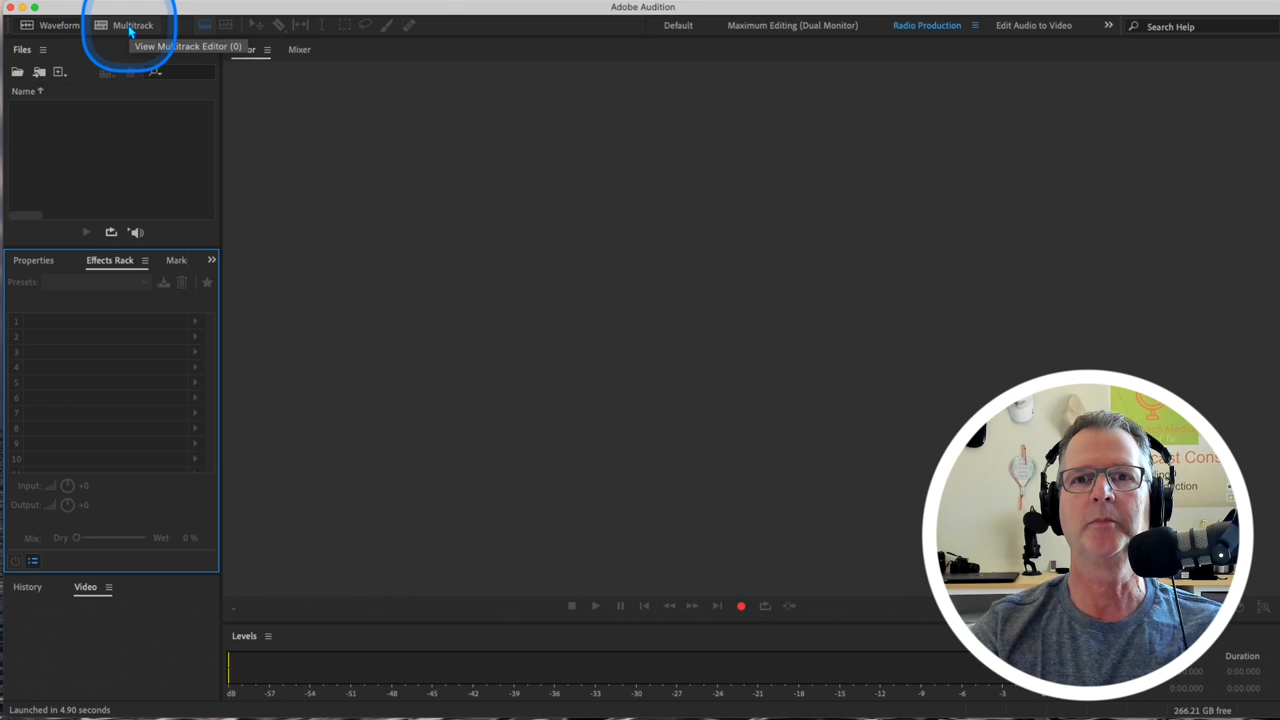 Adobe Audition
Waveform
Multitrack
Default
Maximum Editing (Dual Monitor)
Radio Production
Edit Audio to Video
Search Help
View Multitrack Editor (0)
Files
Mixer
Name
Properties
Effects Rack
Presets:
1
2
3
4
5
6
7
8
9
10
Input:
+0
Output:
+0
Mix:
Dry
Wet
0 %
History
Video
Levels
Duration
0:00.000
0:00.000
dB
-57
-54
-51
-48
-45
-42
-39
-36
-33
-30
-27
-24
-21
-18
-15
-12
-9
-6
-3
Launched in 4.90 seconds
266.21 GB free